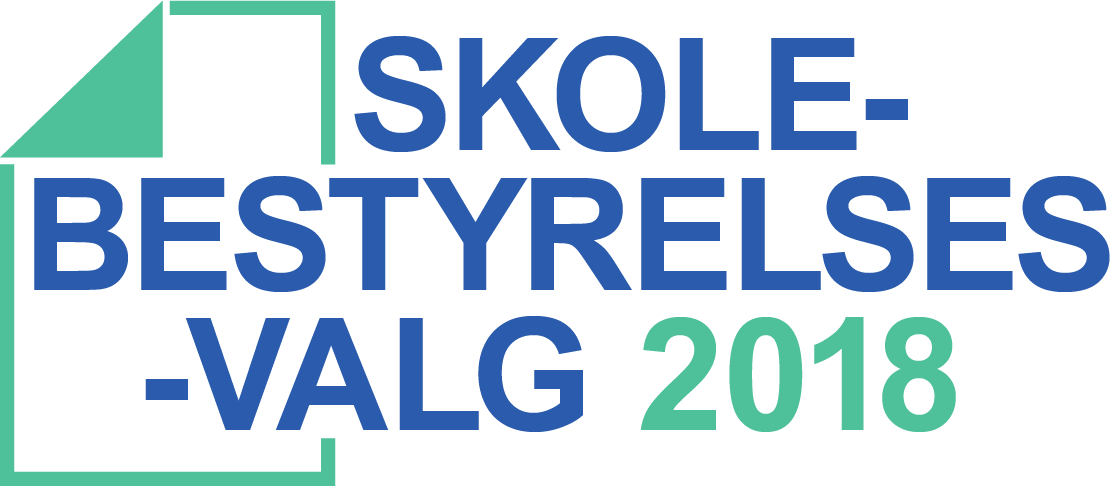 SKOLE-
BESTYRELSES
-VALG 2018